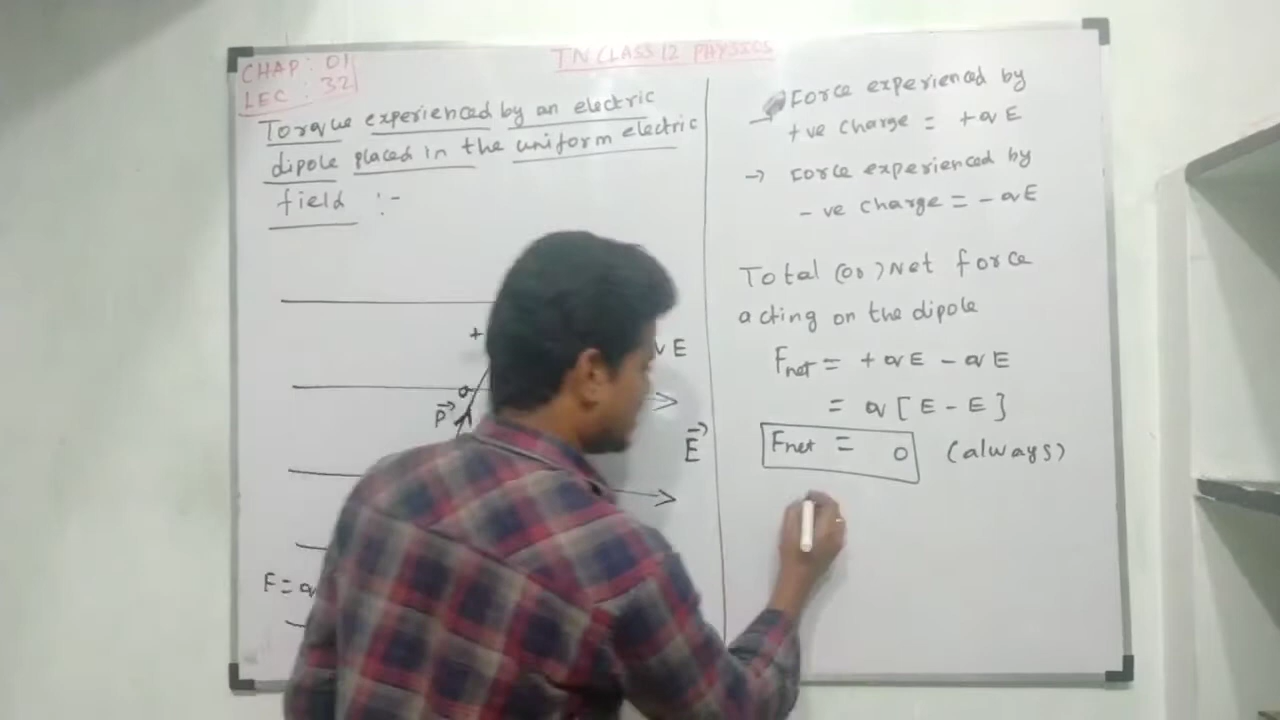 CHAP : 01
LEC : 32
TN CLASS 12 PHYSICS
Torque experienced by an electric
dipole placed in the uniform electric
field :-
+
E
a
P⃗
E⃗
F = q
→ Force experienced by
+ve charge = +qE
→ Force experienced by
- ve charge = - qE
Total (or) Net force
acting on the dipole
Fnet = + qE - qE
= q [ E - E ]
Fnet = 0 (always)